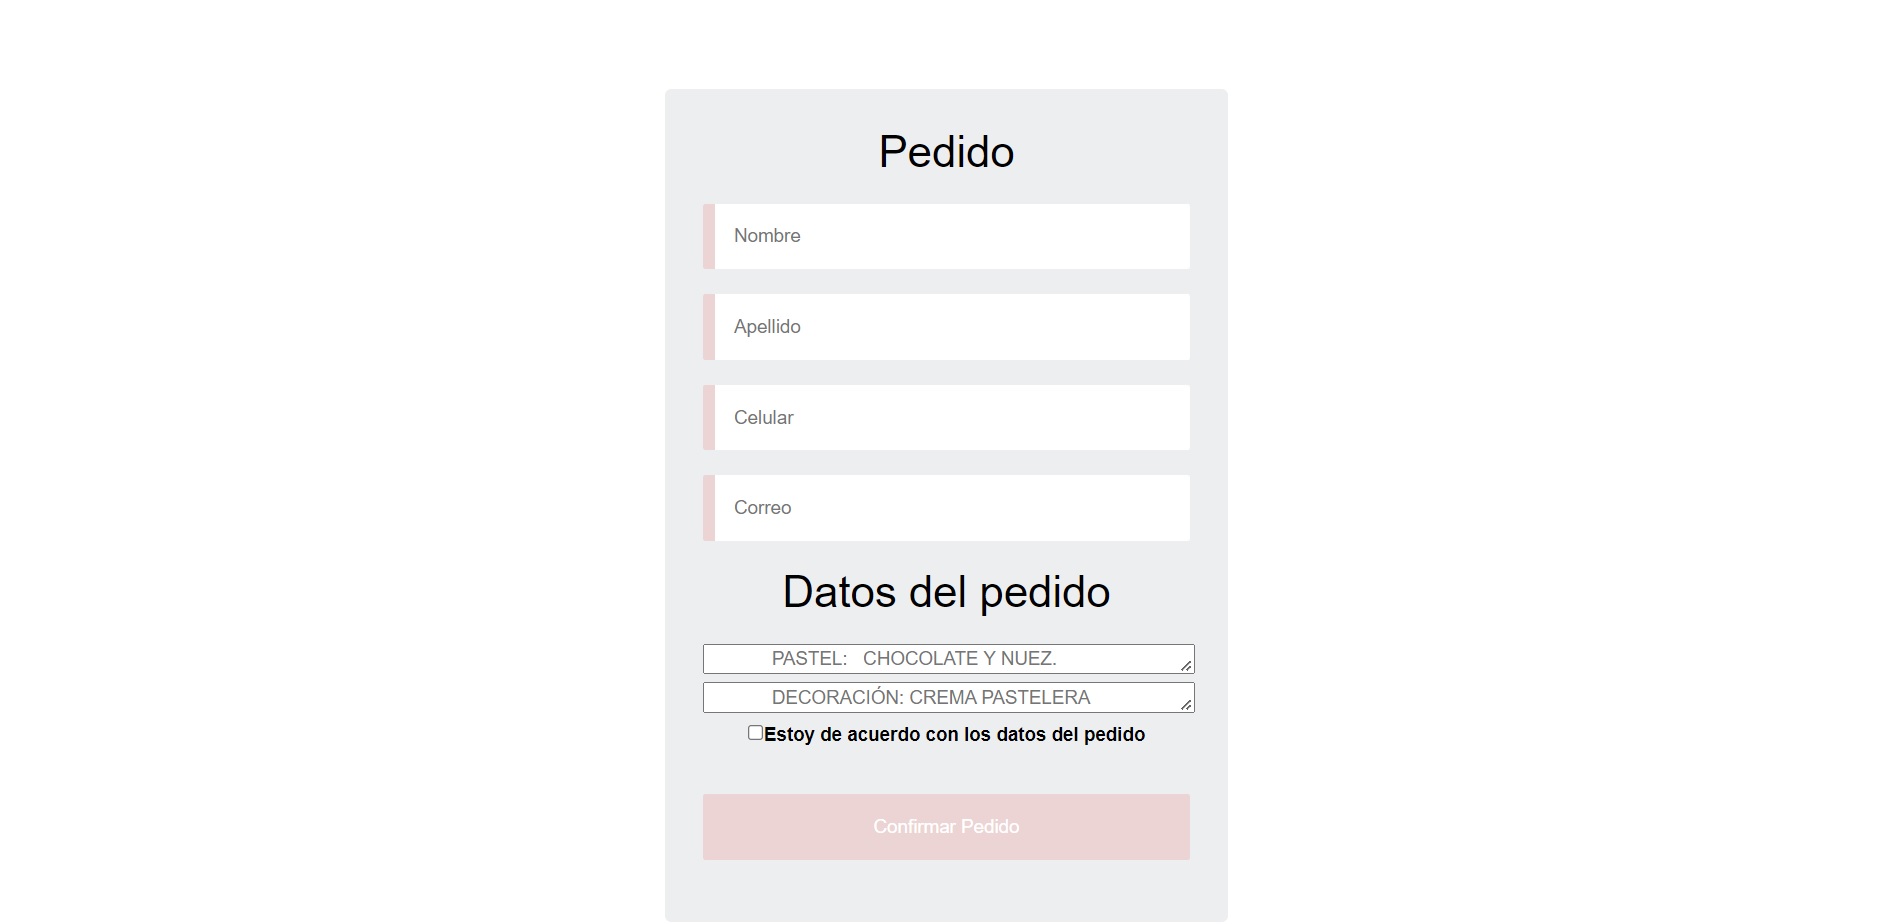 Pedido
Nombre
Apellido
Celular
Correo
Datos del pedido
PASTEL:   CHOCOLATE Y NUEZ.
DECORACIÓN: CREMA PASTELERA
Estoy de acuerdo con los datos del pedido
Confirmar Pedido